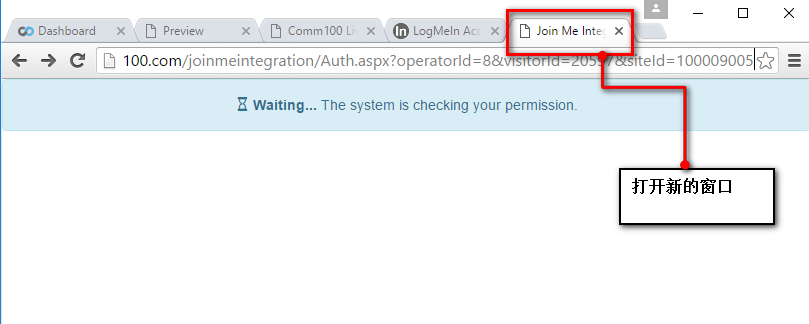 Dashboard
Preview
Comm100 Li
LogMeIn Acc
Join Me Integ
100.com/joinmeintegration/Auth.aspx?operatorId=8&visitorId=20557&siteId=100009005
Waiting... The system is checking your permission.
打开新的窗口